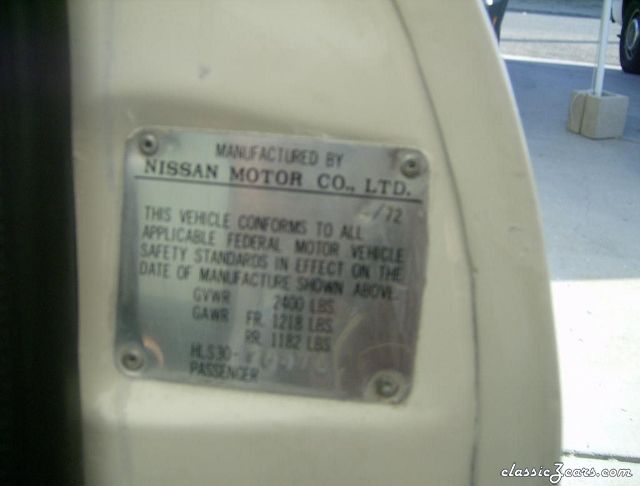 MANUFACTURED BY
NISSAN MOTOR CO., LTD.
/72
THIS VEHICLE CONFORMS TO ALL
APPLICABLE FEDERAL MOTOR VEHICLE
SAFETY STANDARDS IN EFFECT ON THE
DATE OF MANUFACTURE SHOWN ABOVE.
GVWR 2400 LBS
GAWR FR. 1218 LBS
RR. 1182 LBS
HLS30-
PASSENGER
classicZcars.com